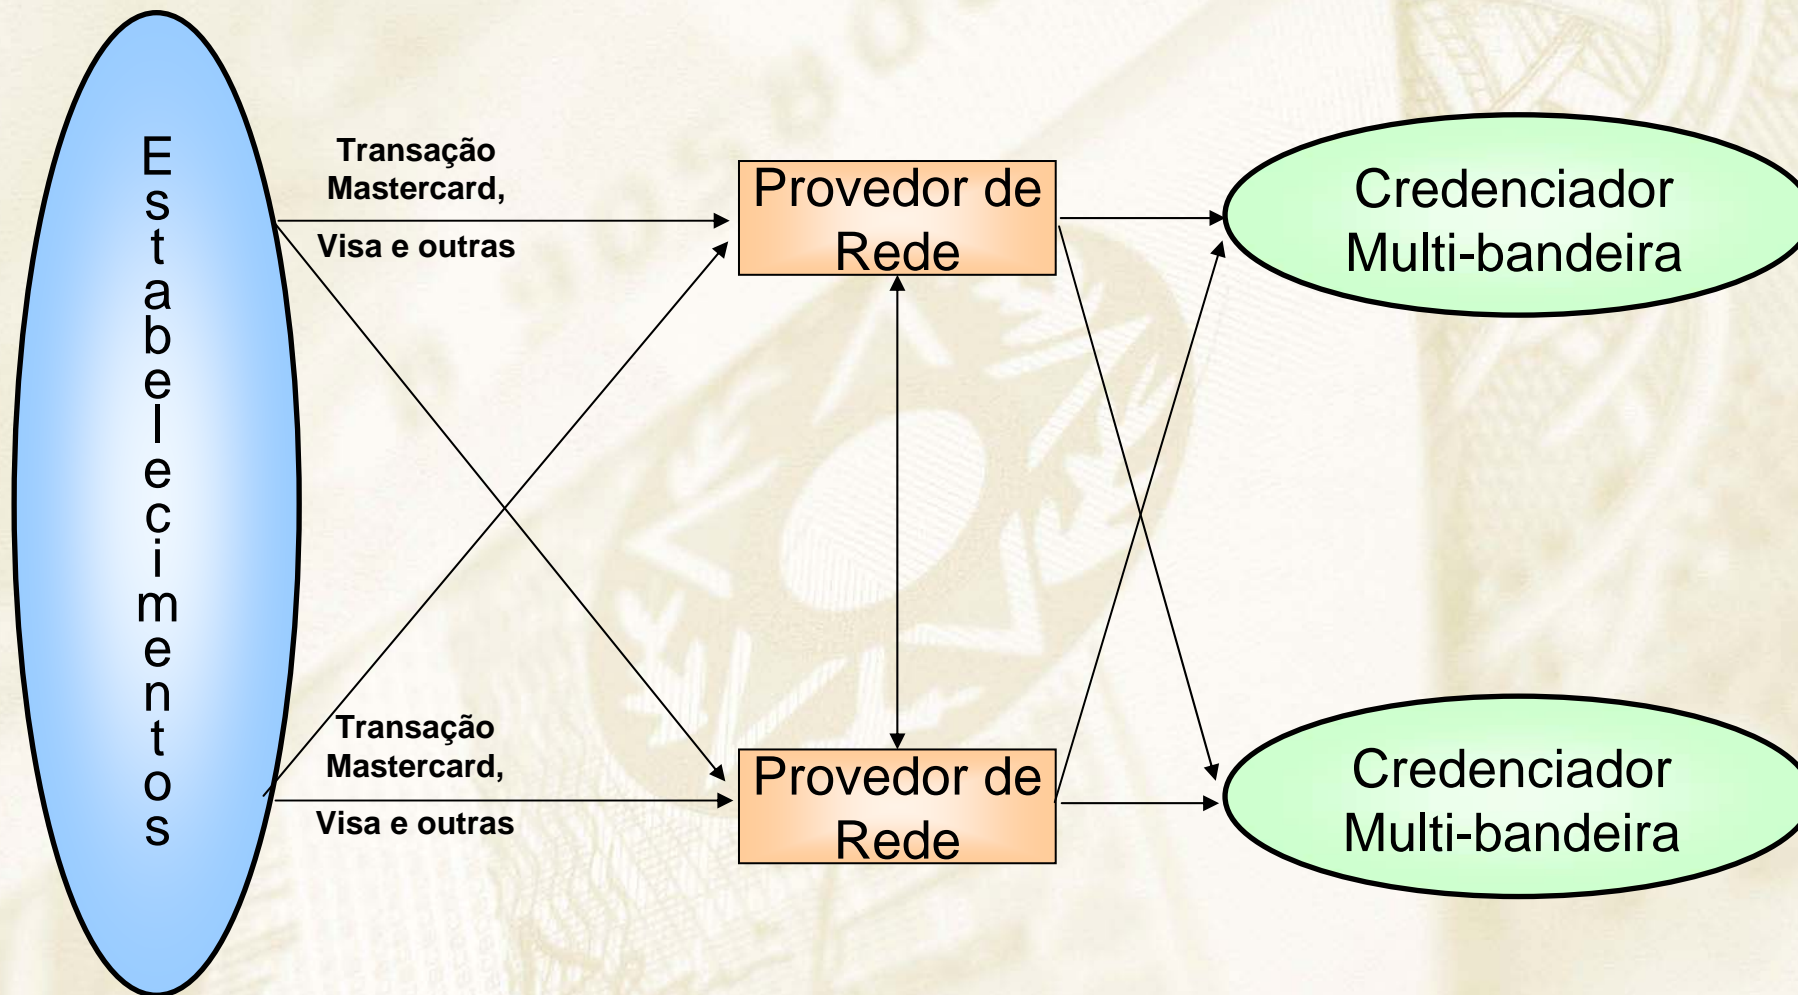 Estabelecimentos
Transação
Mastercard,
Visa e outras
Provedor de
Rede
Credenciador
Multi-bandeira
Transação
Mastercard,
Visa e outras
Provedor de
Rede
Credenciador
Multi-bandeira